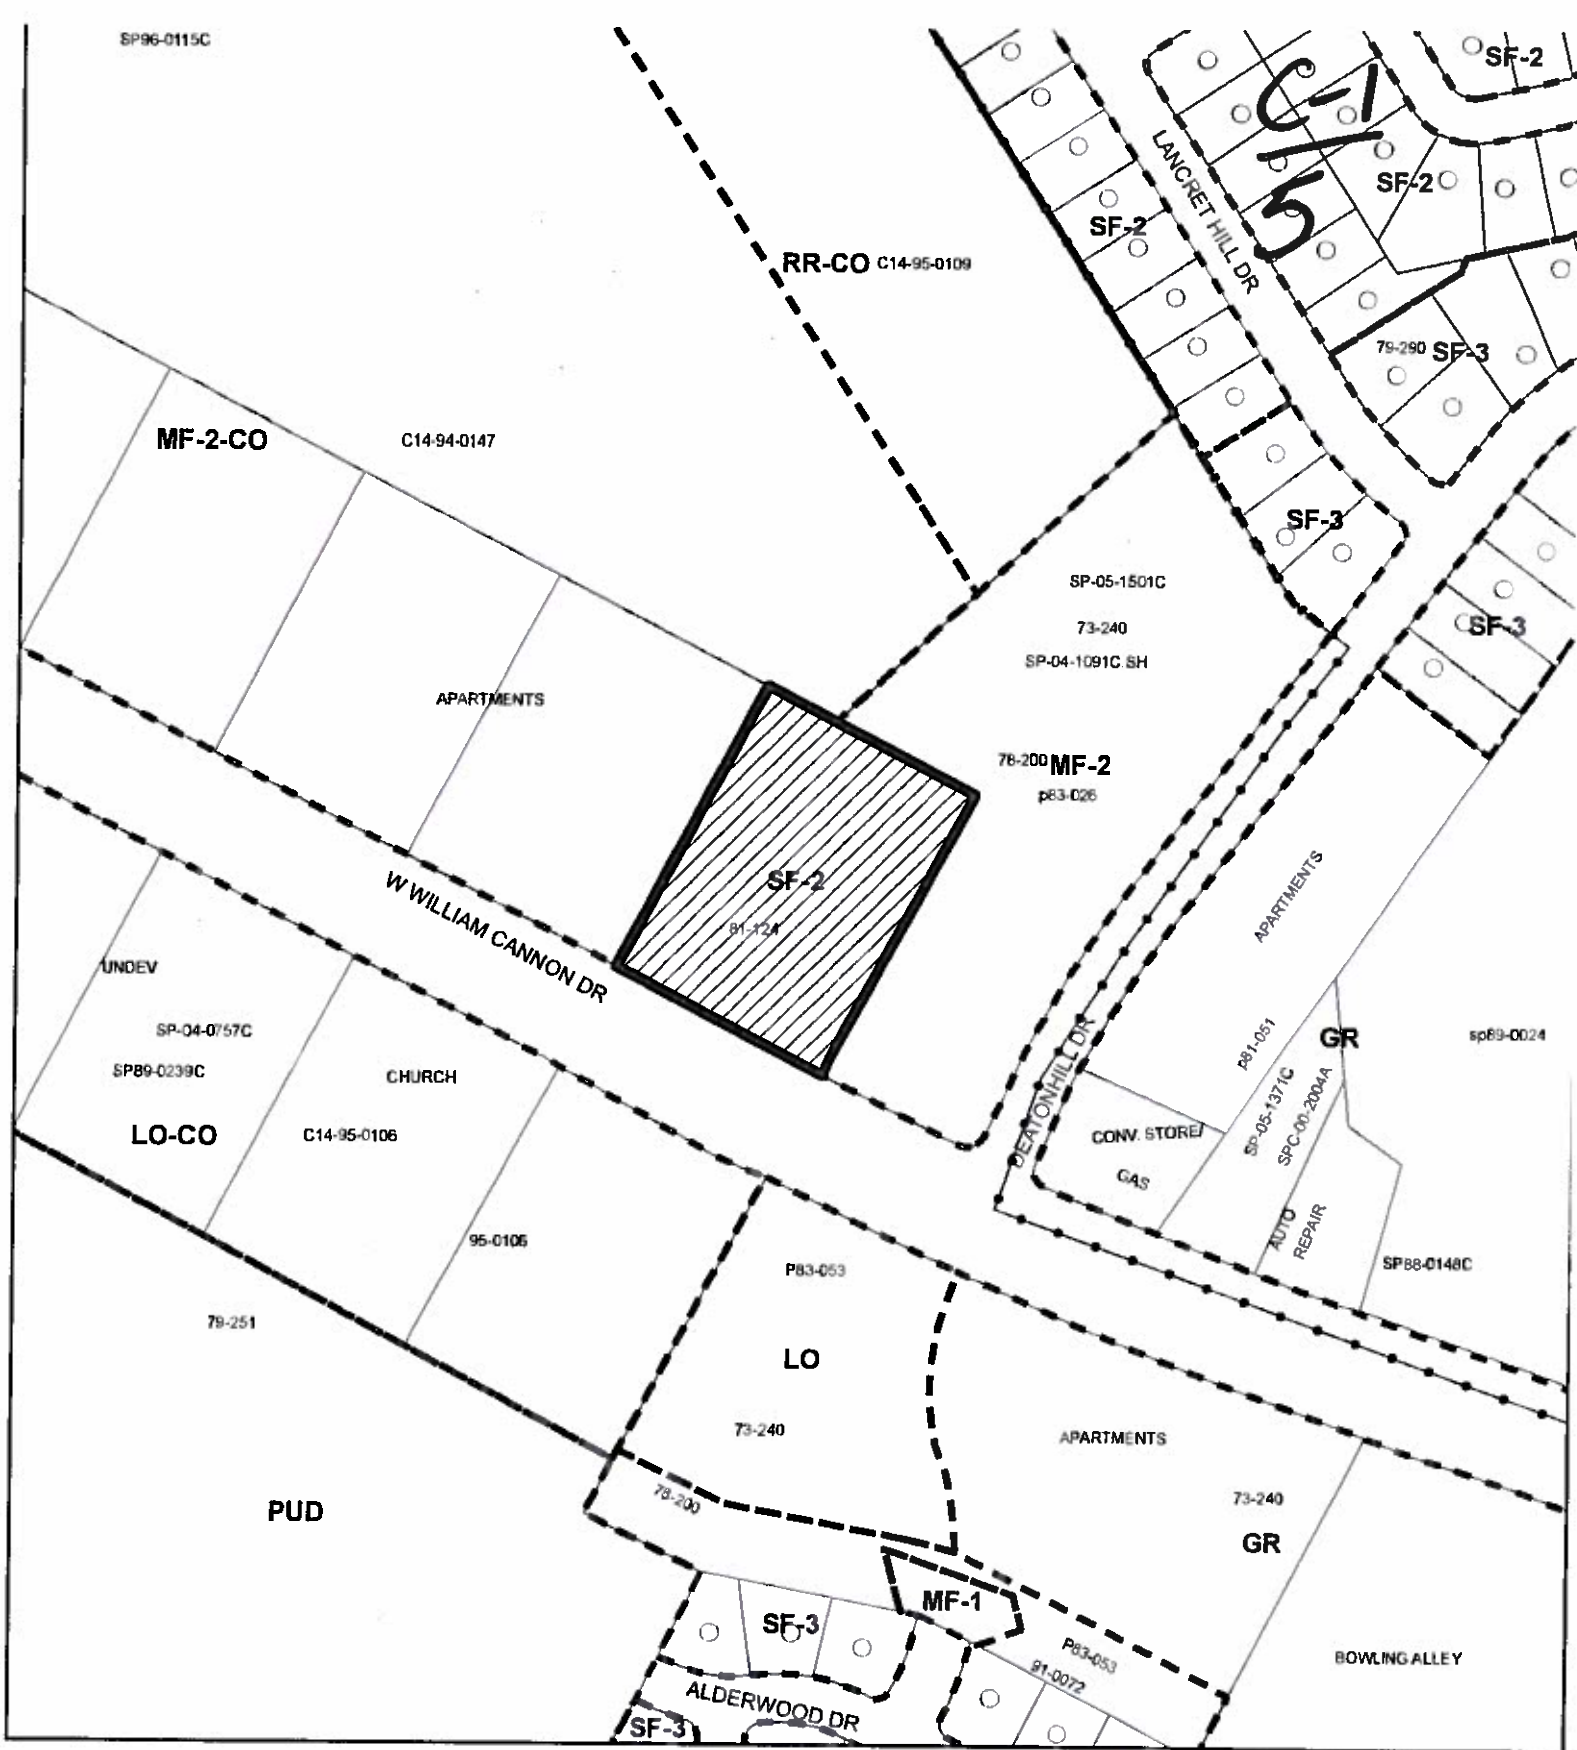 SP96-0115C
SF-2
C-1
5
LANCRET HILL DR
SF-2
SF-2
RR-CO C14-95-0109
79-290 SF-3
MF-2-CO
C14-94-0147
SF-3
SP-05-1501C
73-240
SP-04-1091C.SH
SF-3
APARTMENTS
78-200 MF-2
p83-026
SF-2
81-124
APARTMENTS
W WILLIAM CANNON DR
UNDEV
SP-04-0757C
SP89-0239C
CHURCH
LO-CO
C14-95-0106
DEATONHILL DR
p81-051
GR
sp89-0024
SP-05-1371C
SPC-00-2004A
CONV. STORE/
GAS
AUTO
REPAIR
SP88-0148C
95-0106
P83-053
79-251
LO
73-240
APARTMENTS
73-240
GR
78-200
PUD
MF-1
SF-3
P83-053
91-0072
BOWLING ALLEY
ALDERWOOD DR
SF-3